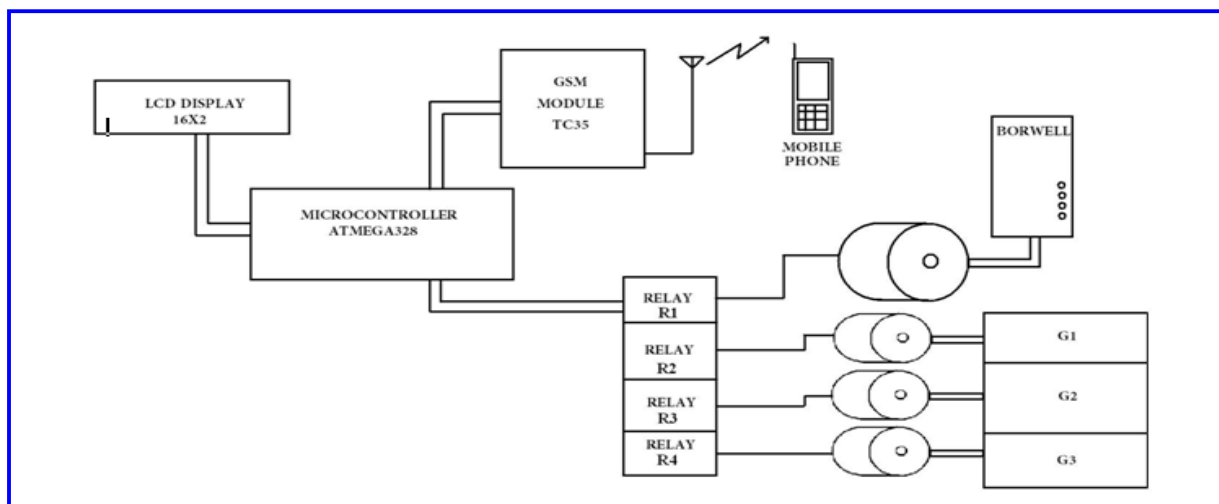 LCD DISPLAY
16X2
GSM
MODULE
TC35
MOBILE
PHONE
BORWELL
MICROCONTROLLER
ATMEGA328
RELAY
R1
RELAY
R2
RELAY
R3
RELAY
R4
G1
G2
G3